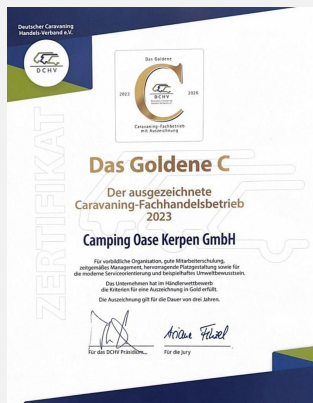 Deutscher Caravaning
Handels-Verband e.V.
DCHV
Das Goldene
2023 C 2026
DCHV
Caravaning-Fachbetrieb
mit Auszeichnung
ZERTIFIKAT
Das Goldene C
Der ausgezeichnete
Caravaning-Fachhandelsbetrieb
2023
Camping Oase Kerpen GmbH
Für vorbildliche Organisation, gute Mitarbeiterschulung,
zeitgemäßes Management, hervorragende Platzgestaltung sowie für
die moderne Serviceorientierung und beispielhaftes Umweltbewusstsein.
Das Unternehmen hat im Händlerwettbewerb
die Kriterien für eine Auszeichnung in Gold erfüllt.
Die Auszeichnung gilt für die Dauer von drei Jahren.
Für das DCHV Präsidium Für die Jury